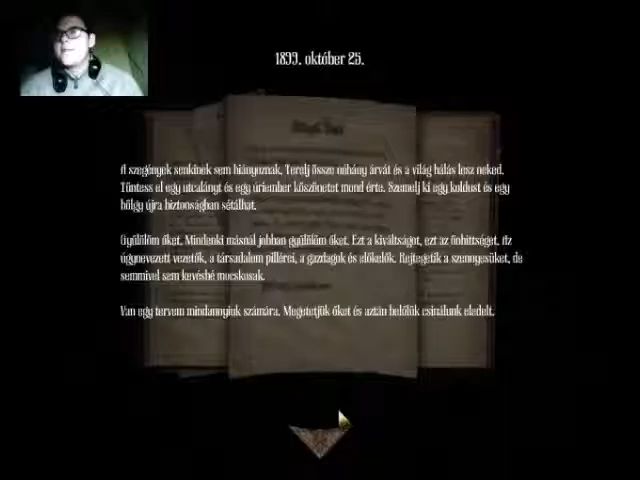 1899. október 25.
A szegények senkinek sem hiányoznak. Terelj össze néhány árvát és a világ hálás lesz neked.
Tüntess el egy utcalányt és egy úriember köszönetet mond érte. Szemelj ki egy koldust és egy
hölgy újra biztonságban sétálhat.
Gyűlölöm őket. Mindenki másnál jobban gyűlölöm őket. Ezt a kiváltságot, ezt az önhittséget. Az
úgynevezett vezetők, a társadalom pillérei, a gazdagok és előkelők. Rejtegetik a szennyesüket, de
semmivel sem kevésbé mocskosak.
Van egy tervem mindannyiuk számára. Megetetjük őket és aztán belőlük csinálunk eledelt.